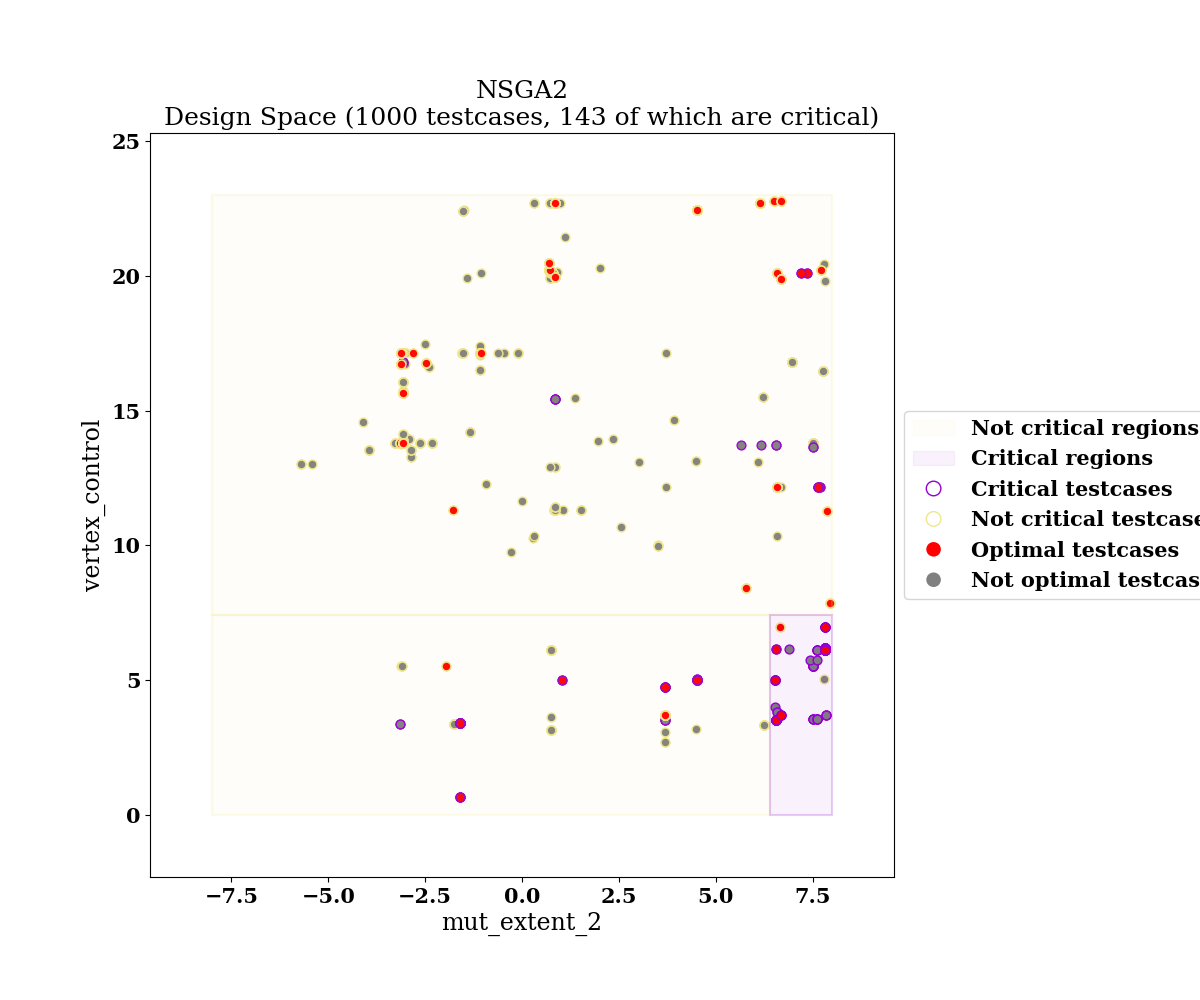 NSGA2
Design Space (1000 testcases, 143 of which are critical)
25
20
15
10
5
0
vertex_control
−7.5
−5.0
−2.5
0.0
2.5
5.0
7.5
mut_extent_2
Not critical regions
Critical regions
Critical testcases
Not critical testcase
Optimal testcases
Not optimal testcas